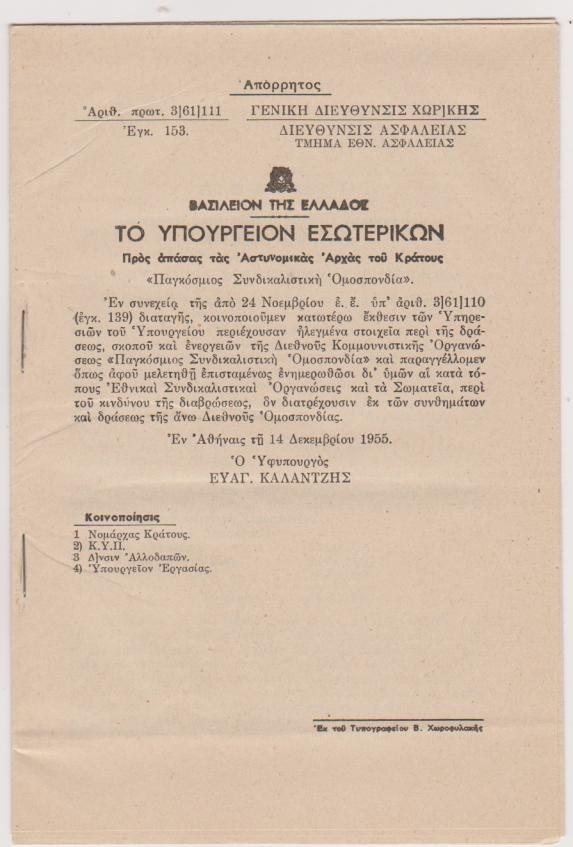 Ἀπόρρητος
Ἀριθ. πρωτ. 3]61]111
ΓΕΝΙΚΗ ΔΙΕΥΘΥΝΣΙΣ ΧΩΡ]ΚΗΣ
Ἐγκ. 153.
ΔΙΕΥΘΥΝΣΙΣ ΑΣΦΑΛΕΙΑΣ
ΤΜΗΜΑ ΕΘΝ. ΑΣΦΑΛΕΙΑΣ
ΒΑΣΙΛΕΙΟΝ ΤΗΣ ΕΛΛΑΔΟΣ
ΤΟ ΥΠΟΥΡΓΕΙΟΝ ΕΣΩΤΕΡΙΚΩΝ
Πρὸς ἁπάσας τὰς Ἀστυνομικὰς Ἀρχὰς τοῦ Κράτους
«Παγκόσμιος Συνδικαλιστικὴ Ὁμοσπονδία».
Ἐν συνεχείᾳ τῆς ἀπὸ 24 Νοεμβρίου ἐ. ἔ. ὑπ' ἀριθ. 3]61]110
(ἐγκ. 139) διαταγῆς, κοινοποιοῦμεν κατωτέρω ἔκθεσιν τῶν Ὑπηρε-
σιῶν τοῦ Ὑπουργείου περιέχουσαν ἠλεγμένα στοιχεῖα περὶ τῆς δρά-
σεως, σκοποῦ καὶ ἐνεργειῶν τῆς Διεθνοῦς Κομμουνιστικῆς Ὀργανώ-
σεως «Παγκόσμιος Συνδικαλιστικὴ Ὁμοσπονδία» καὶ παραγγέλλομεν
ὅπως ἀφοῦ μελετηθῇ ἐπισταμένως ἐνημερωθῶσι δι' ὑμῶν αἱ κατὰ τό-
πους Ἐθνικαὶ Συνδικαλιστικαὶ Ὀργανώσεις καὶ τὰ Σωματεῖα, περὶ
τοῦ κινδύνου τῆς διαβρώσεως, ὃν διατρέχουσιν ἐκ τῶν συνθημάτων
καὶ δράσεως τῆς ἄνω Διεθνοῦς Ὁμοσπονδίας.
Ἐν Ἀθήναις τῇ 14 Δεκεμβρίου 1955.
Ὁ Ὑφυπουργὸς
ΕΥΑΓ. ΚΑΛΑΝΤΖΗΣ
Κοινοποίησις
1 Νομάρχας Κράτους.
2) Κ.Υ.Π.
3 Δ]νσιν Ἀλλοδαπῶν.
4) Ὑπουργεῖον Ἐργασίας.
Ἐκ τοῦ Τυπογραφείου Β. Χωροφυλακῆς